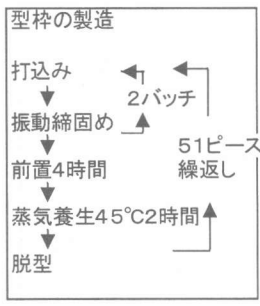 型枠の製造
打込み
2バッチ
振動締固め
51ピース
繰返し
前置4時間
蒸気養生45℃2時間
脱型